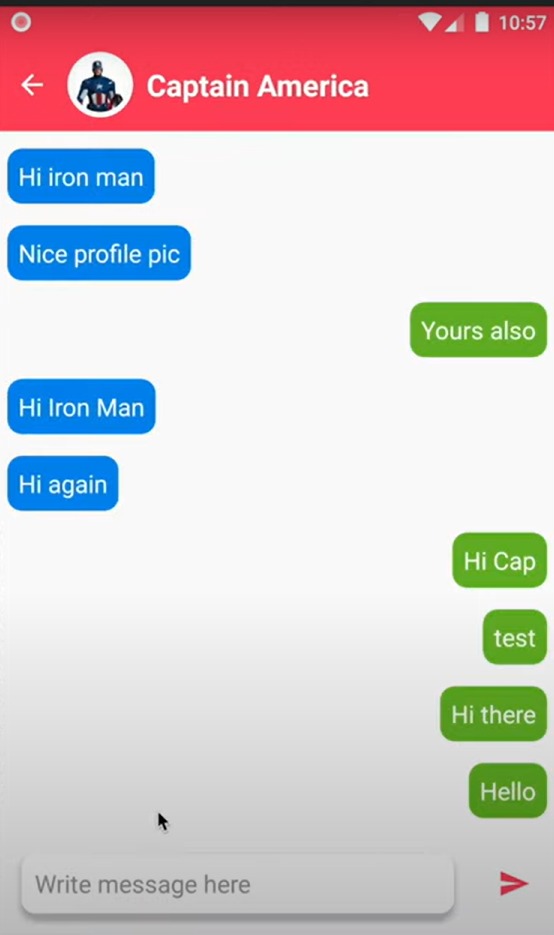 10:57
Captain America
Hi iron man
Nice profile pic
Yours also
Hi Iron Man
Hi again
Hi Cap
test
Hi there
Hello
Write message here